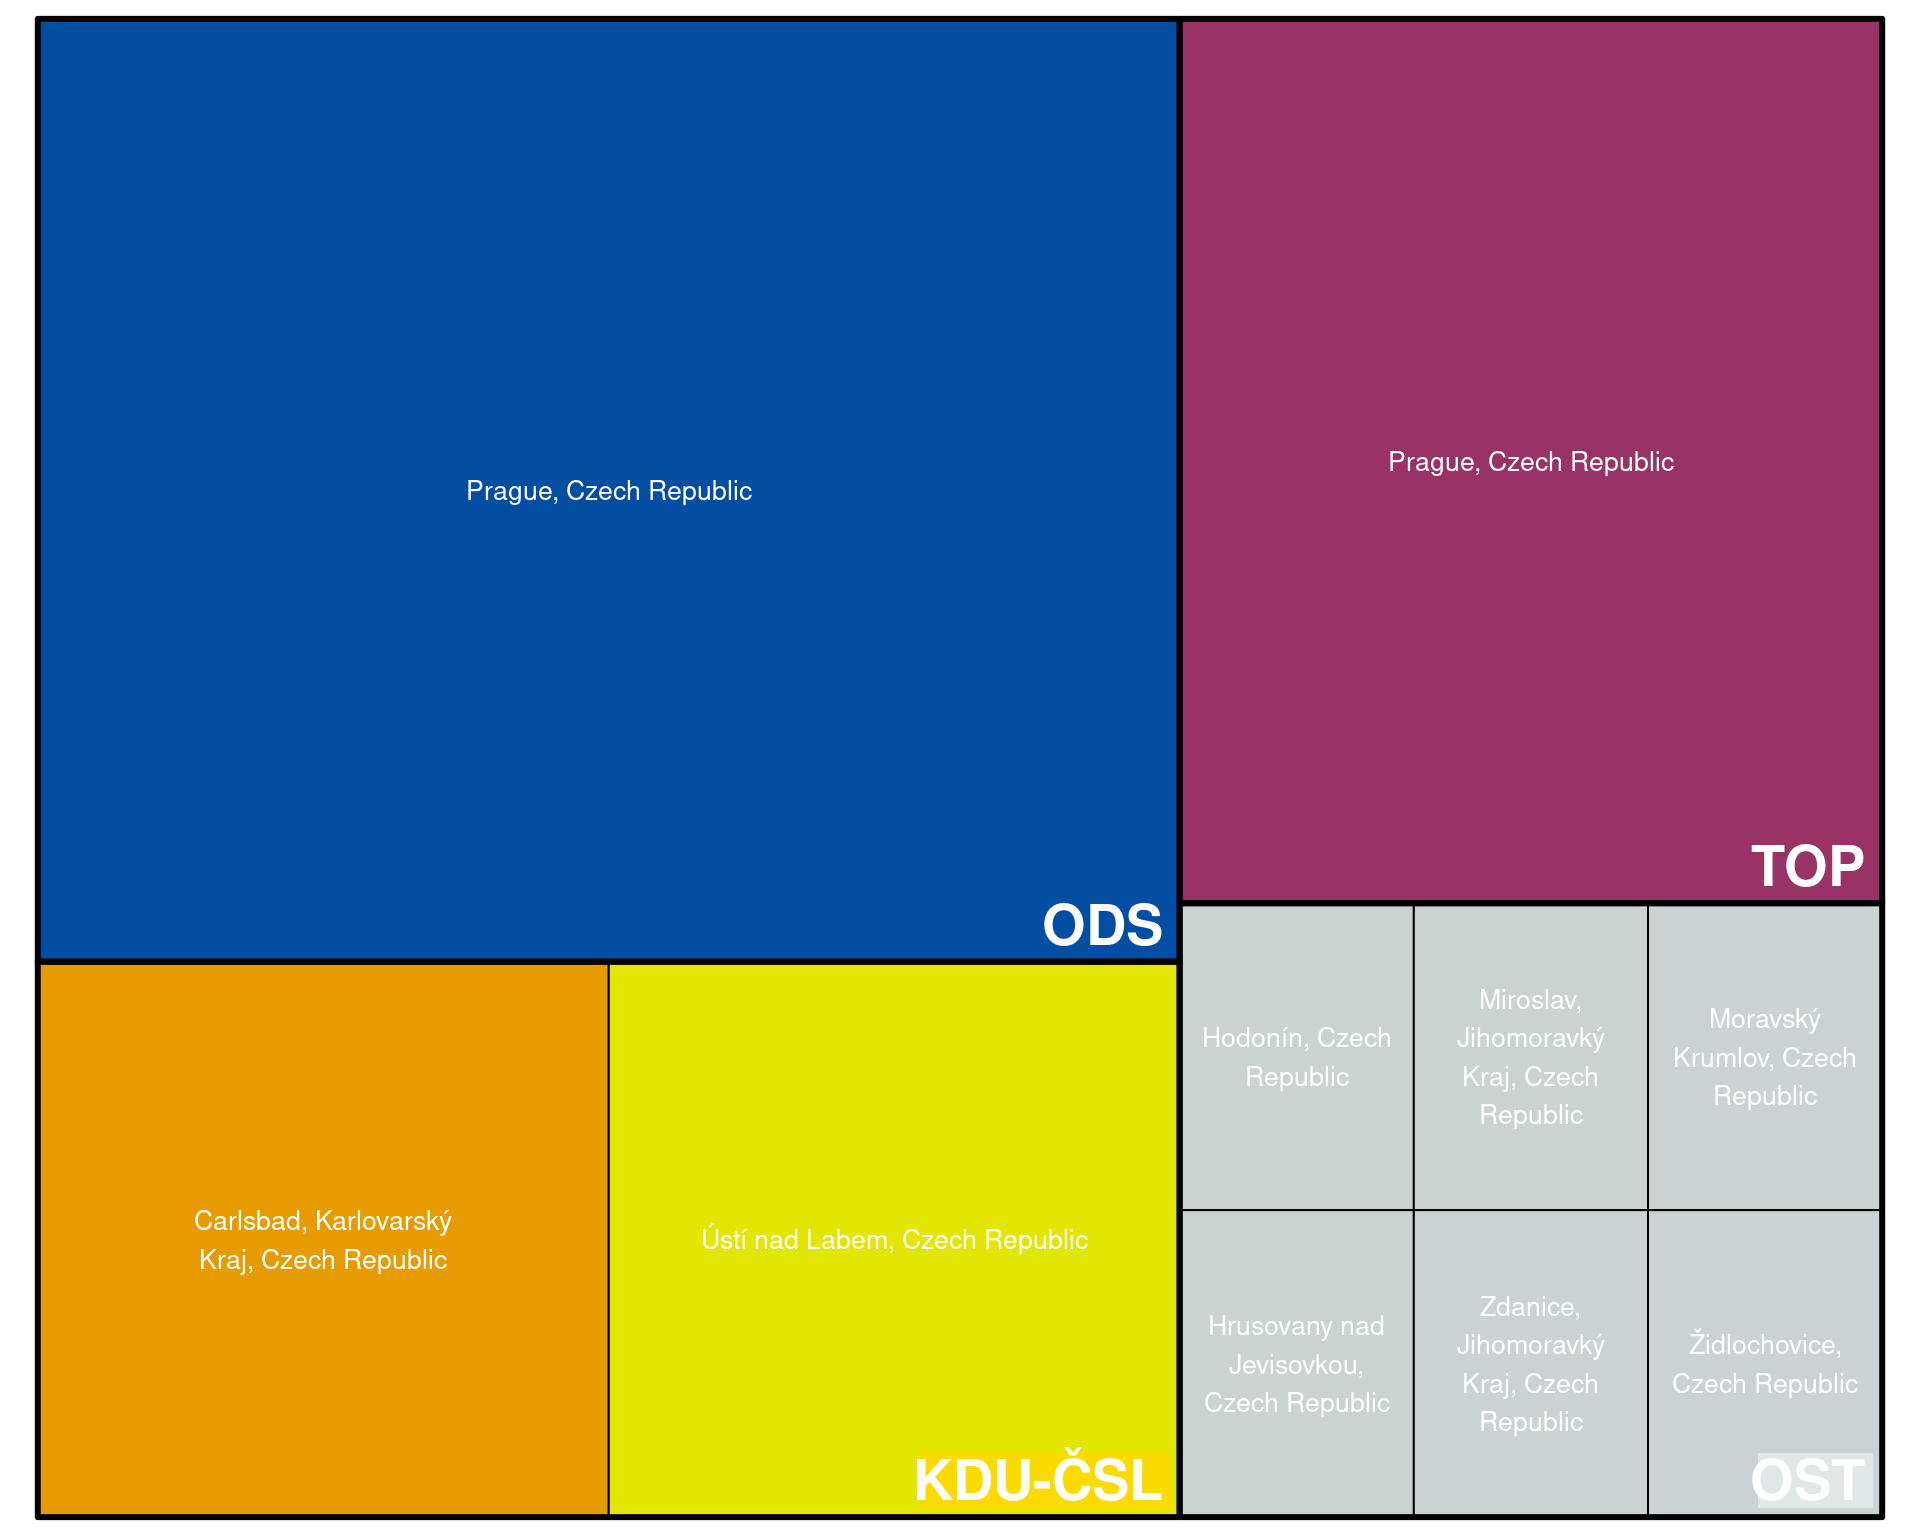 Prague, Czech Republic
ODS
Prague, Czech Republic
TOP
Carlsbad, Karlovarský
Kraj, Czech Republic
Ústí nad Labem, Czech Republic
KDU-ČSL
Hodonín, Czech
Republic
Miroslav,
Jihomoravký
Kraj, Czech
Republic
Moravský
Krumlov, Czech
Republic
Hrusovany nad
Jevisovkou,
Czech Republic
Zdanice,
Jihomoravký
Kraj, Czech
Republic
Židlochovice,
Czech Republic
OST